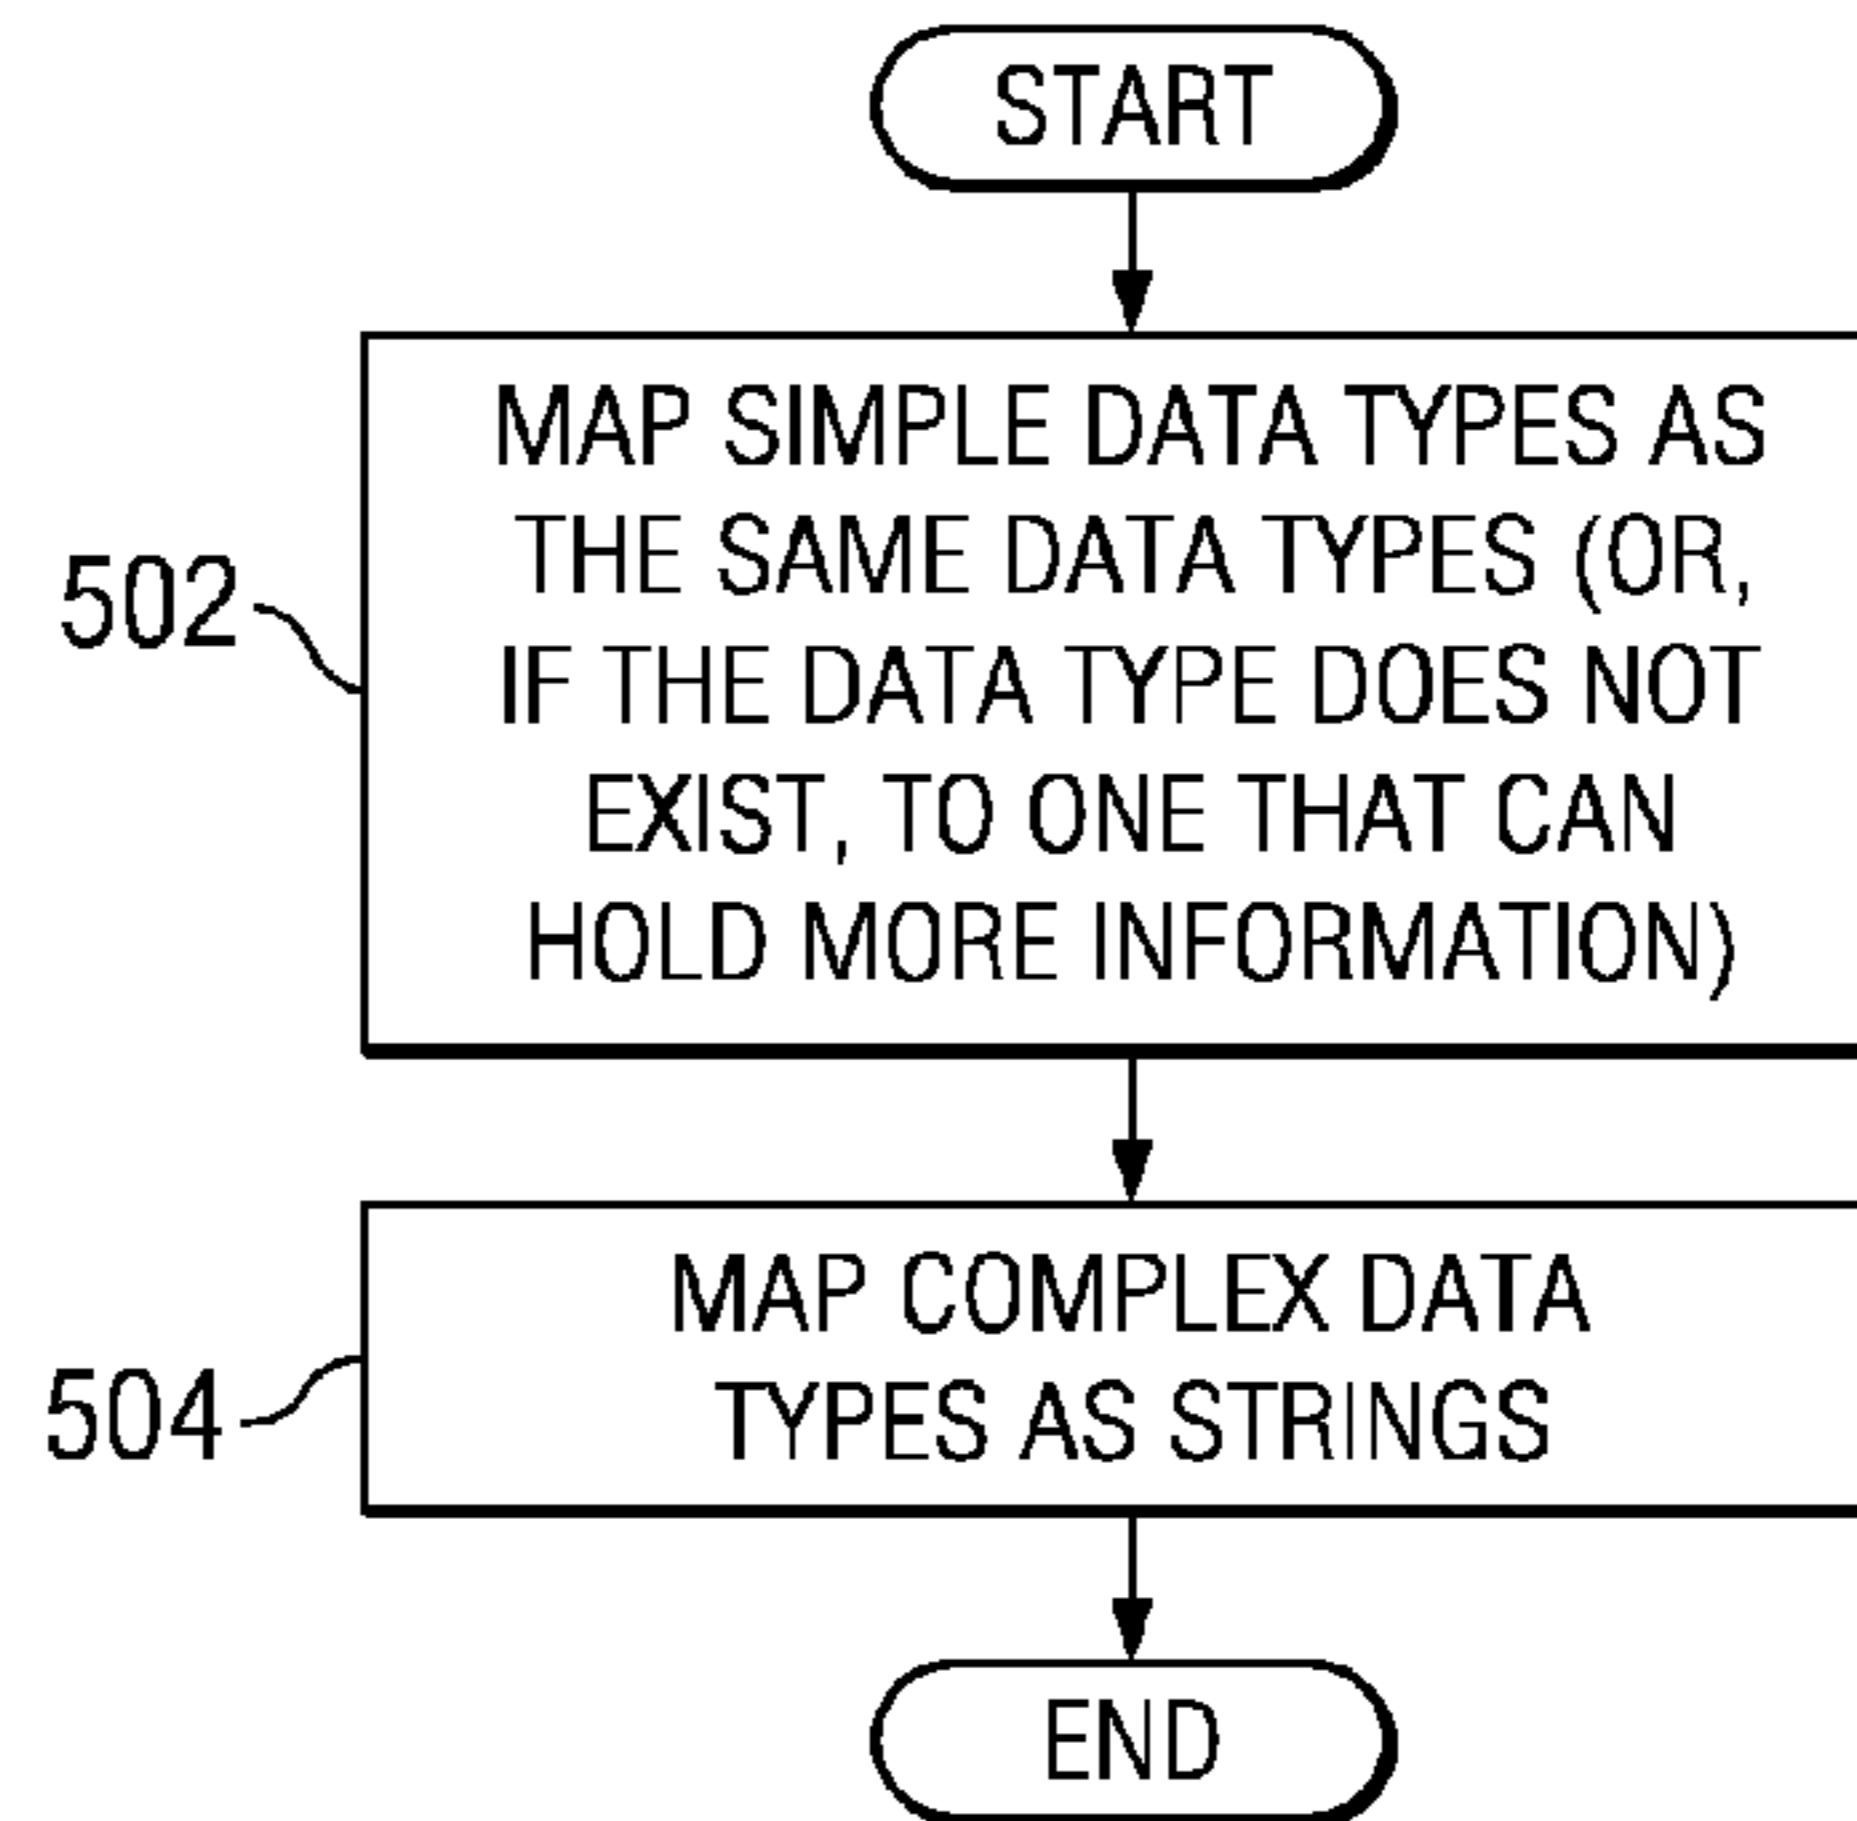 START
MAP SIMPLE DATA TYPES AS
THE SAME DATA TYPES (OR,
IF THE DATA TYPE DOES NOT
EXIST, TO ONE THAT CAN
HOLD MORE INFORMATION)
502
MAP COMPLEX DATA
TYPES AS STRINGS
504
END